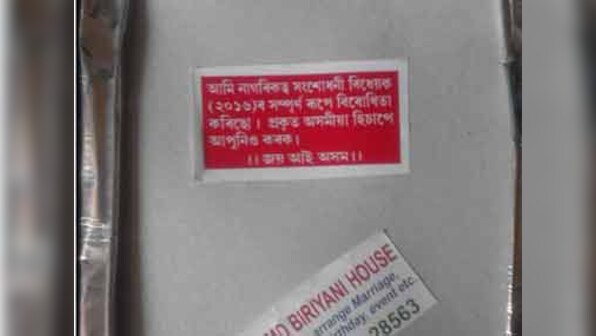 আমি নাগৰিকত্ব সংশোধনী বিধেয়ক
(২০১৬)ৰ সম্পূৰ্ণ ৰূপে বিৰোধিতা
কৰিছো। প্ৰকৃত অসমীয়া হিচাপে
আপুনিও কৰক।
।। জয় আই অসম।।
MD BIRIYANI HOUSE
arrange Marriage,
birthday, event etc.
28563